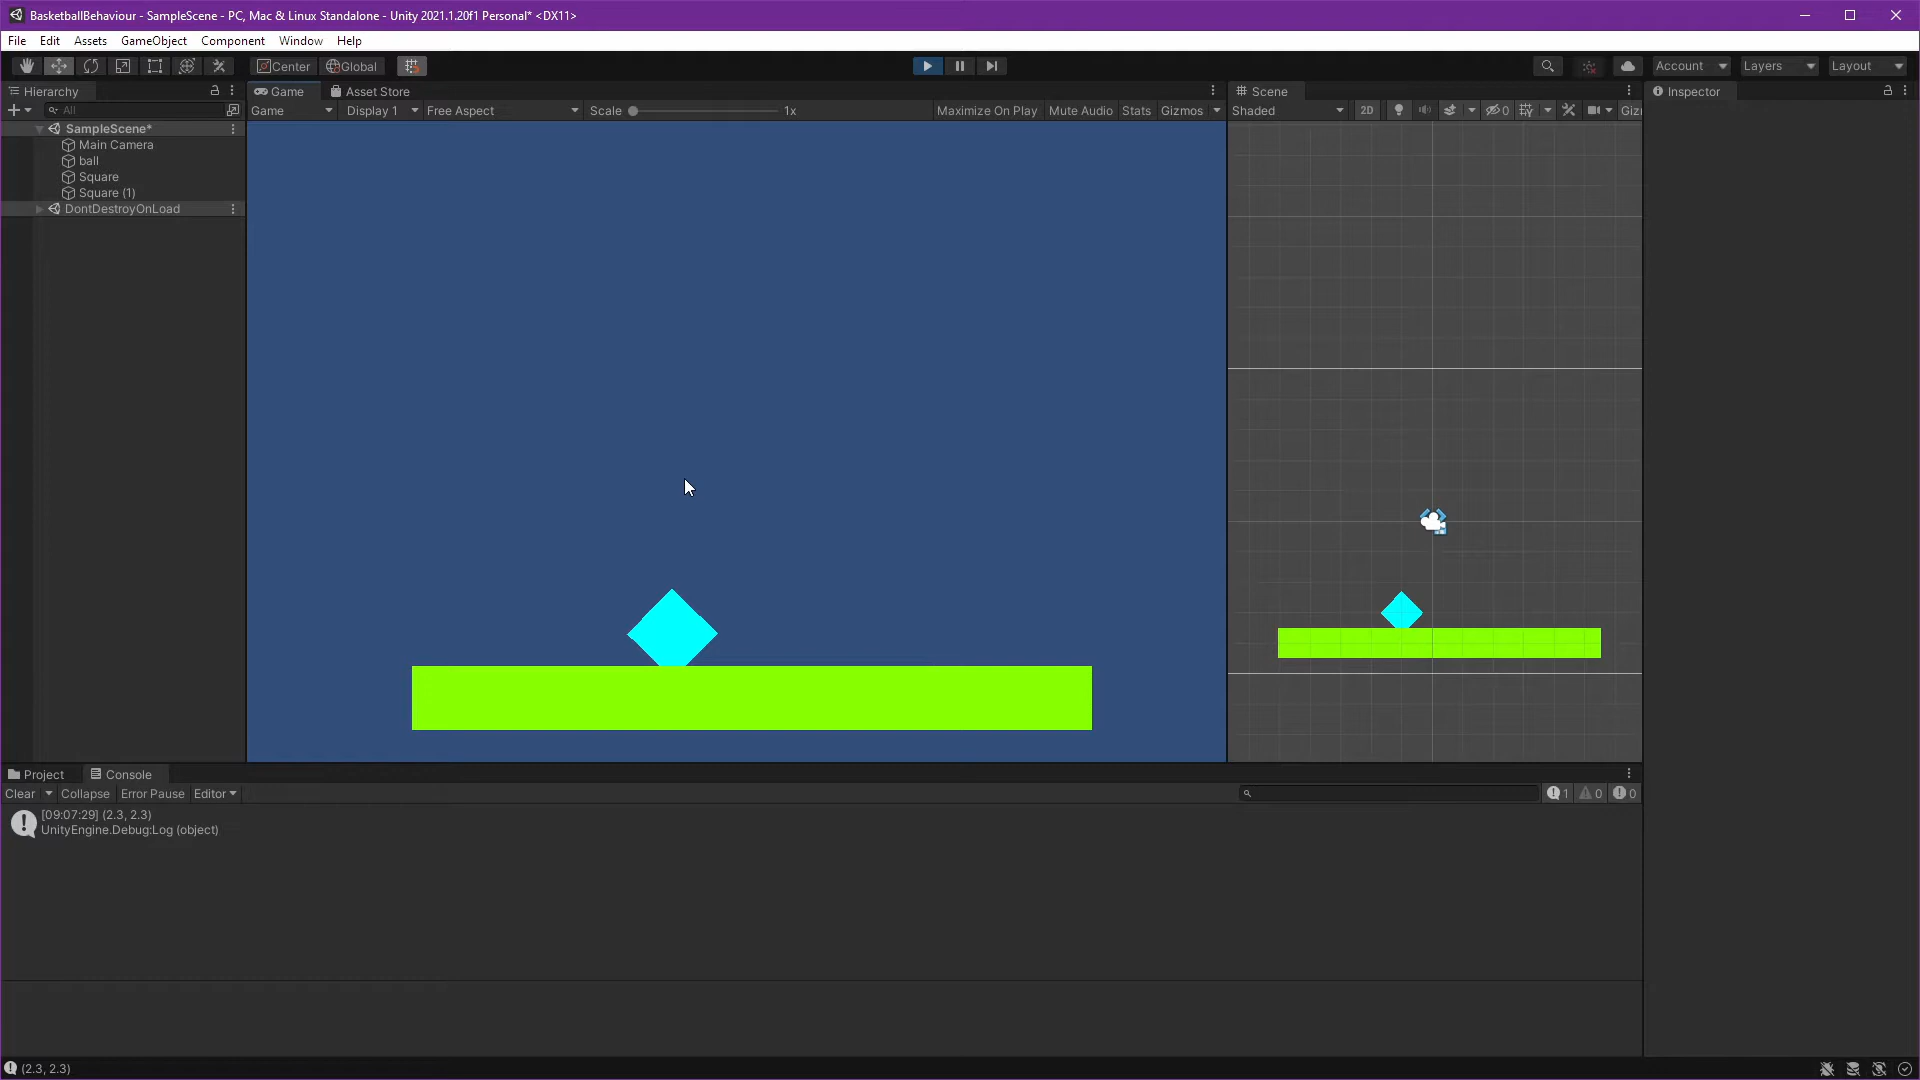 BasketballBehaviour - SampleScene - PC, Mac & Linux Standalone - Unity 2021.1.20f1 Personal* <DX11>
File Edit Assets GameObject Component Window Help
Center Global Account Layers Layout
Hierarchy Game Asset Store Scene Inspector
All Game Display 1 Free Aspect Scale 1x Maximize On Play Mute Audio Stats Gizmos Shaded 2D 0 Giz
SampleScene*
Main Camera
ball
Square
Square (1)
DontDestroyOnLoad
Project Console
Clear Collapse Error Pause Editor 1 0 0
[09:07:29] (2.3, 2.3)
UnityEngine.Debug:Log (object)
(2.3, 2.3)